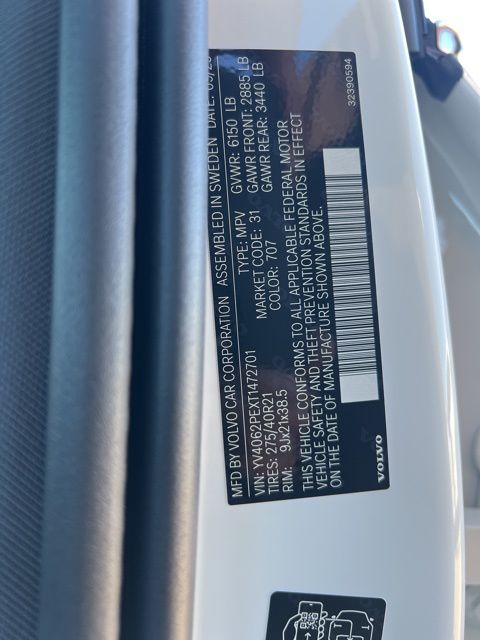 MFD BY VOLVO CAR CORPORATION ASSEMBLED IN SWEDEN DATE:
VIN: YV4062PEXT1472701 TYPE: MPV GVWR: 6150 LB
TIRES: 275/40R21 MARKET CODE: 31 GAWR FRONT: 2885 LB
RIM: 9Jx21x38.5 COLOR: 707 GAWR REAR: 3440 LB
THIS VEHICLE CONFORMS TO ALL APPLICABLE FEDERAL MOTOR
VEHICLE SAFETY AND THEFT PREVENTION STANDARDS IN EFFECT
ON THE DATE OF MANUFACTURE SHOWN ABOVE.
32390594
VOLVO